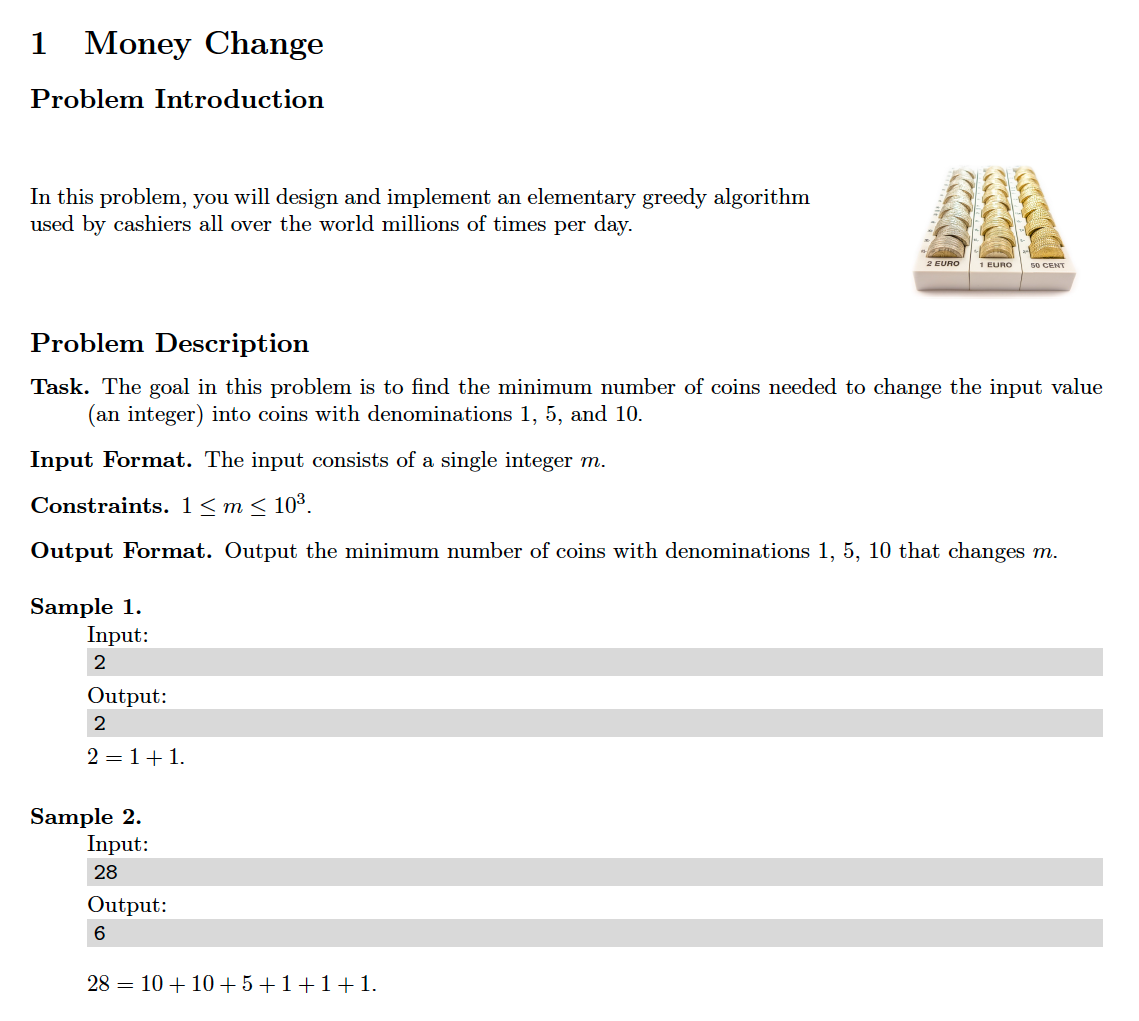 1 Money Change
Problem Introduction
In this problem, you will design and implement an elementary greedy algorithm
used by cashiers all over the world millions of times per day.
2 EURO 1 EURO 50 CENT
Problem Description
Task. The goal in this problem is to find the minimum number of coins needed to change the input value
(an integer) into coins with denominations 1, 5, and 10.
Input Format. The input consists of a single integer m.
Constraints. 1 ≤ m ≤ 10³.
Output Format. Output the minimum number of coins with denominations 1, 5, 10 that changes m.
Sample 1.
Input:
2
Output:
2
2 = 1 + 1.
Sample 2.
Input:
28
Output:
6
28 = 10 + 10 + 5 + 1 + 1 + 1.